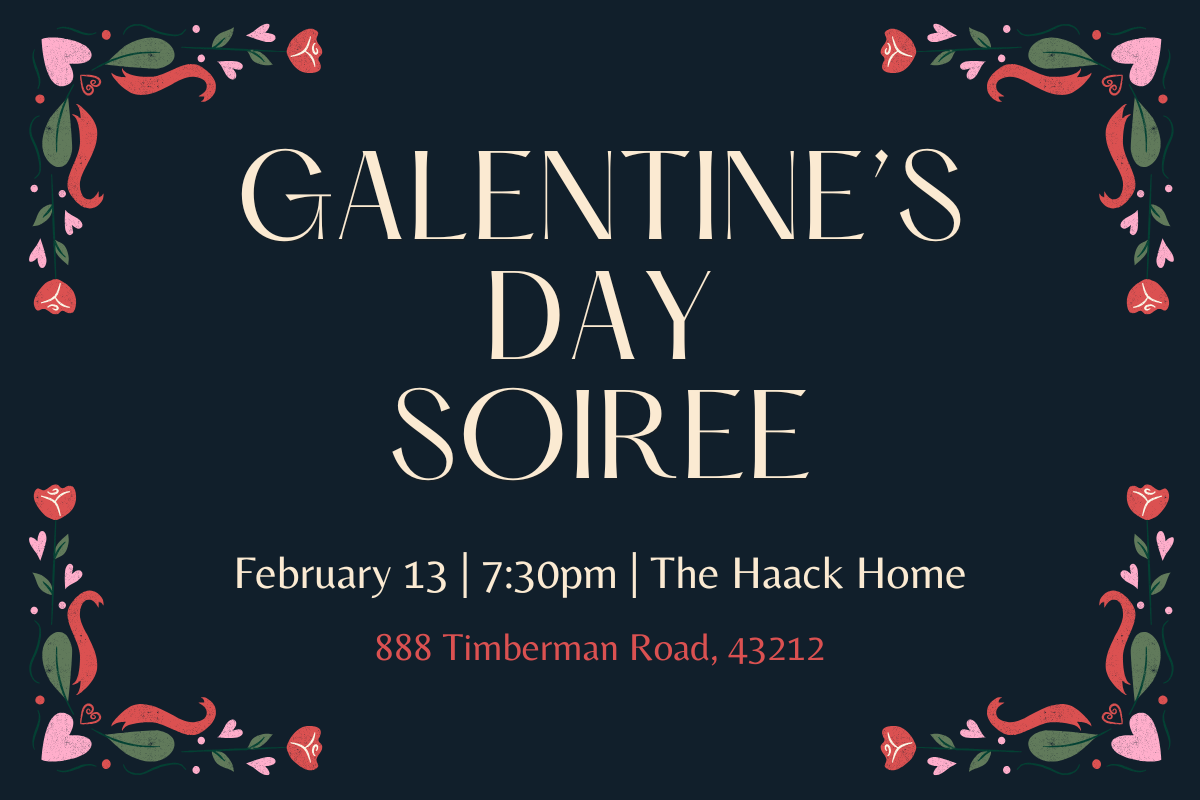 GALENTINE'S
DAY
SOIREE
February 13 | 7:30pm | The Haack Home
888 Timberman Road, 43212